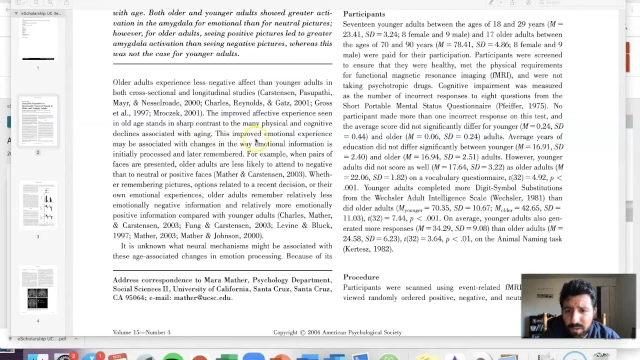 with age. Both older and younger adults showed greater acti-
vation in the amygdala for emotional than for neutral pictures;
however, for older adults, seeing positive pictures led to greater
amygdala activation than seeing negative pictures, whereas this
was not the case for younger adults.
Older adults experience less negative affect than younger adults in
both cross-sectional and longitudinal studies (Carstensen, Pasupathi,
Mayr, & Nesselroade, 2000; Charles, Reynolds, & Gatz, 2001; Gross
et al., 1997; Mroczek, 2001). The improved affective experience seen
in old age stands in sharp contrast to the many physical and cognitive
declines associated with aging. This improved emotional experience
may be associated with changes in the way emotional information is
initially processed and later remembered. For example, when pairs of
faces are presented, older adults are less likely to attend to negative
than to neutral or positive faces (Mather & Carstensen, 2003). Wheth-
er remembering pictures, options related to a recent decision, or their
own emotional experiences, older adults remember relatively less
emotionally negative information and relatively more emotionally
positive information compared with younger adults (Charles, Mather,
& Carstensen, 2003; Fung & Carstensen, 2003; Levine & Bluck,
1997; Mather, 2003; Mather & Johnson, 2000).
It is unknown what neural mechanisms might be associated with
these age-associated changes in emotion processing. Because of its
Address correspondence to Mara Mather, Psychology Department,
Social Sciences II, University of California, Santa Cruz, Santa Cruz,
CA 95064; e-mail: mather@ucsc.edu.
Volume 15—Number 3
Participants
Seventeen younger adults between the ages of 18 and 29 years (M =
23.41, SD = 3.24; 8 female and 9 male) and 17 older adults between
the ages of 70 and 90 years (M = 78.41, SD = 4.86; 8 female and 9
male) were paid for their participation. Participants were screened to
ensure that they were healthy, met the physical requirements
for functional magnetic resonance imaging (fMRI), and were not
taking psychotropic drugs. Cognitive impairment was measured
as the number of incorrect responses to eight questions from the
Short Portable Mental Status Questionnaire (Pfeiffer, 1975). No
participant made more than one incorrect response on this test, and
the average score did not significantly differ for younger (M = 0.24, SD
= 0.44) and older (M = 0.06, SD = 0.24) adults. Average years of
education did not differ significantly between younger (M = 16.91,
SD = 2.40) and older (M = 16.94, SD = 2.51) adults. However, younger
adults did not score as well (M = 17.64, SD = 3.22) as older adults
(M = 22.06, SD = 1.82) on a vocabulary questionnaire, t(32) = 4.92, p <
.001. Younger adults completed more Digit-Symbol Substitutions
from the Wechsler Adult Intelligence Scale (Wechsler, 1981) than
did older adults (M younger = 70.35, SD = 10.67; M older = 42.65, SD =
11.03), t(32) = 7.44, p < .001. On average, younger adults also gen-
erated more responses (M = 34.29, SD = 9.08) than older adults (M =
24.58, SD = 6.23), t(32) = 3.64, p < .01, on the Animal Naming task
(Kertesz, 1982).
Procedure
Participants were scanned using event-related fMRI
viewed randomly ordered positive, negative, and
Copyright © 2004 American Psychological Society
4